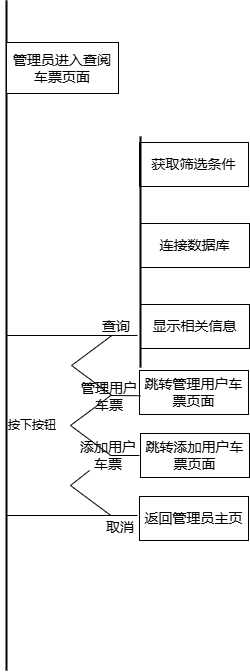 管理员进入查阅
车票页面
获取筛选条件
连接数据库
查询
显示相关信息
管理用户
车票
跳转管理用户车
票页面
按下按钮
添加用户
车票
跳转添加用户车
票页面
取消
返回管理员主页